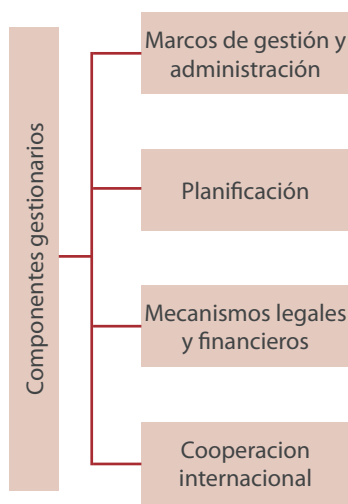 Componentes gestionarios
Marcos de gestión y
administración
Planificación
Mecanismos legales
y financieros
Cooperacion
internacional